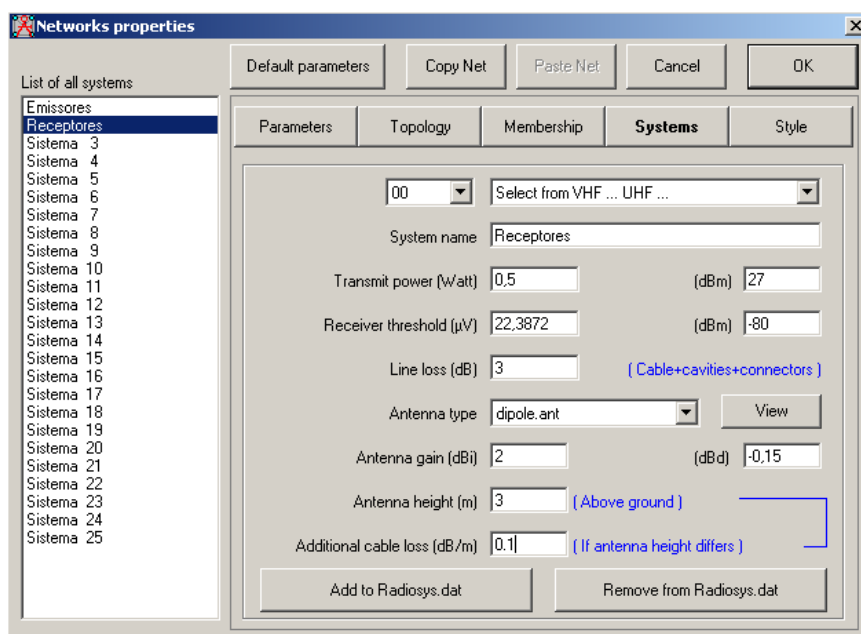 Networks properties
Default parameters Copy Net Paste Net Cancel OK
List of all systems
Emissores
Receptores
Sistema 3
Sistema 4
Sistema 5
Sistema 6
Sistema 7
Sistema 8
Sistema 9
Sistema 10
Sistema 11
Sistema 12
Sistema 13
Sistema 14
Sistema 15
Sistema 16
Sistema 17
Sistema 18
Sistema 19
Sistema 20
Sistema 21
Sistema 22
Sistema 23
Sistema 24
Sistema 25
Parameters Topology Membership Systems Style
00 Select from VHF ... UHF ...
System name Receptores
Transmit power (Watt) 0,5 (dBm) 27
Receiver threshold (µV) 22,3872 (dBm) -80
Line loss (dB) 3 ( Cable+cavities+connectors )
Antenna type dipole.ant View
Antenna gain (dBi) 2 (dBd) -0,15
Antenna height (m) 3 ( Above ground )
Additional cable loss (dB/m) 0.1 ( If antenna height differs )
Add to Radiosys.dat Remove from Radiosys.dat